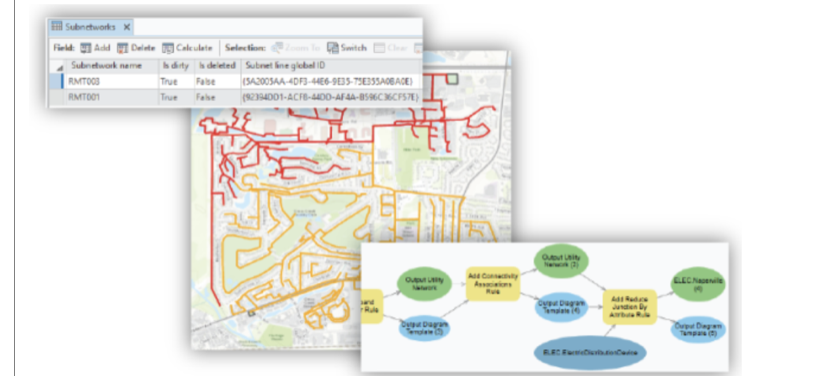 Subnetworks ×
Field: Add Delete Calculate Selection: Zoom To Switch Clear
Subnetwork name Is dirty Is deleted Subnet line global ID
RMT003 True False {5A2005AA-4DF3-44E6-9E35-75E355A0BA0E}
RMT001 True False {92394DD1-ACF8-44DD-AF4A-B596C36CF57E}
Output Utility
Network
Add Connectivity
Associations
Rule
Output Utility
Network (3)
ELEC Naperville
(4)
and
r Rule
Output Diagram
Template (3)
Output Diagram
Template (4)
Add Reduce
Junction By
Attribute Rule
Output Diagram
Template (5)
ELEC ElectricDistributionDevice